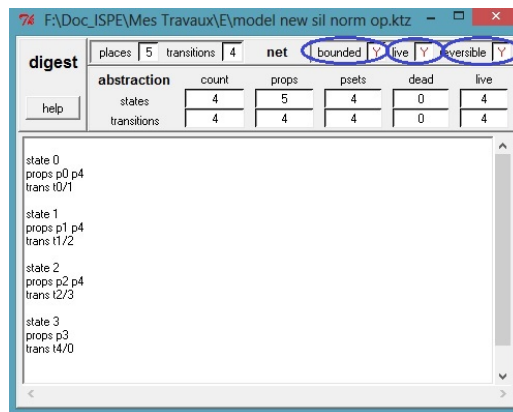 F:\Doc_ISPE\Mes Travaux\E\model new sil norm op.ktz
digest places 5 transitions 4 net bounded Y live Y reversible Y
abstraction count props psets dead live
help states 4 5 4 0 4
transitions 4 4 4 0 4
state 0
props p0 p4
trans t0/1
state 1
props p1 p4
trans t1/2
state 2
props p2 p4
trans t2/3
state 3
props p3
trans t4/0